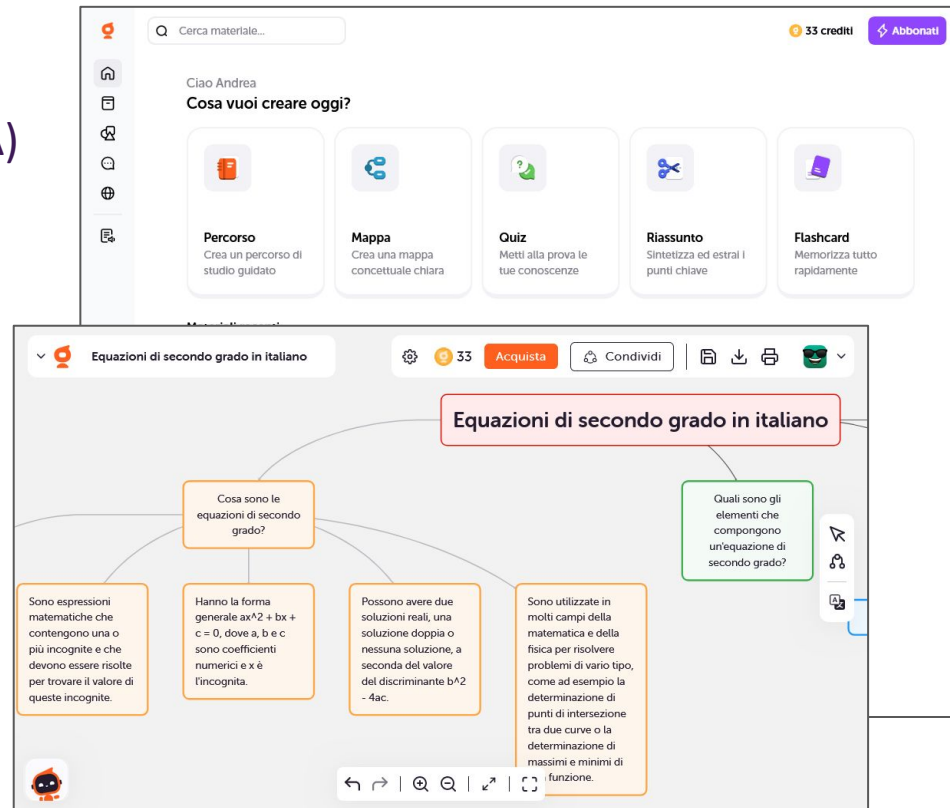 Cerca materiale...
33 crediti
Abbonati
Ciao Andrea
Cosa vuoi creare oggi?
Percorso
Crea un percorso di
studio guidato
Mappa
Crea una mappa
concettuale chiara
Quiz
Metti alla prova le
tue conoscenze
Riassunto
Sintetizza ed estrai i
punti chiave
Flashcard
Memorizza tutto
rapidamente
Equazioni di secondo grado in italiano
33
Acquista
Condividi
Equazioni di secondo grado in italiano
Cosa sono le
equazioni di secondo
grado?
Quali sono gli
elementi che
compongono
un'equazione di
secondo grado?
Sono espressioni
matematiche che
contengono una o
più incognite e che
devono essere risolte
per trovare il valore di
queste incognite.
Hanno la forma
generale ax^2 + bx +
c = 0, dove a, b e c
sono coefficienti
numerici e x è
l'incognita.
Possono avere due
soluzioni reali, una
soluzione doppia o
nessuna soluzione, a
seconda del valore
del discriminante b^2
- 4ac.
Sono utilizzate in
molti campi della
matematica e della
fisica per risolvere
problemi di vario tipo,
come ad esempio la
determinazione di
punti di intersezione
tra due curve o la
determinazione di
massimi e minimi di
funzione.